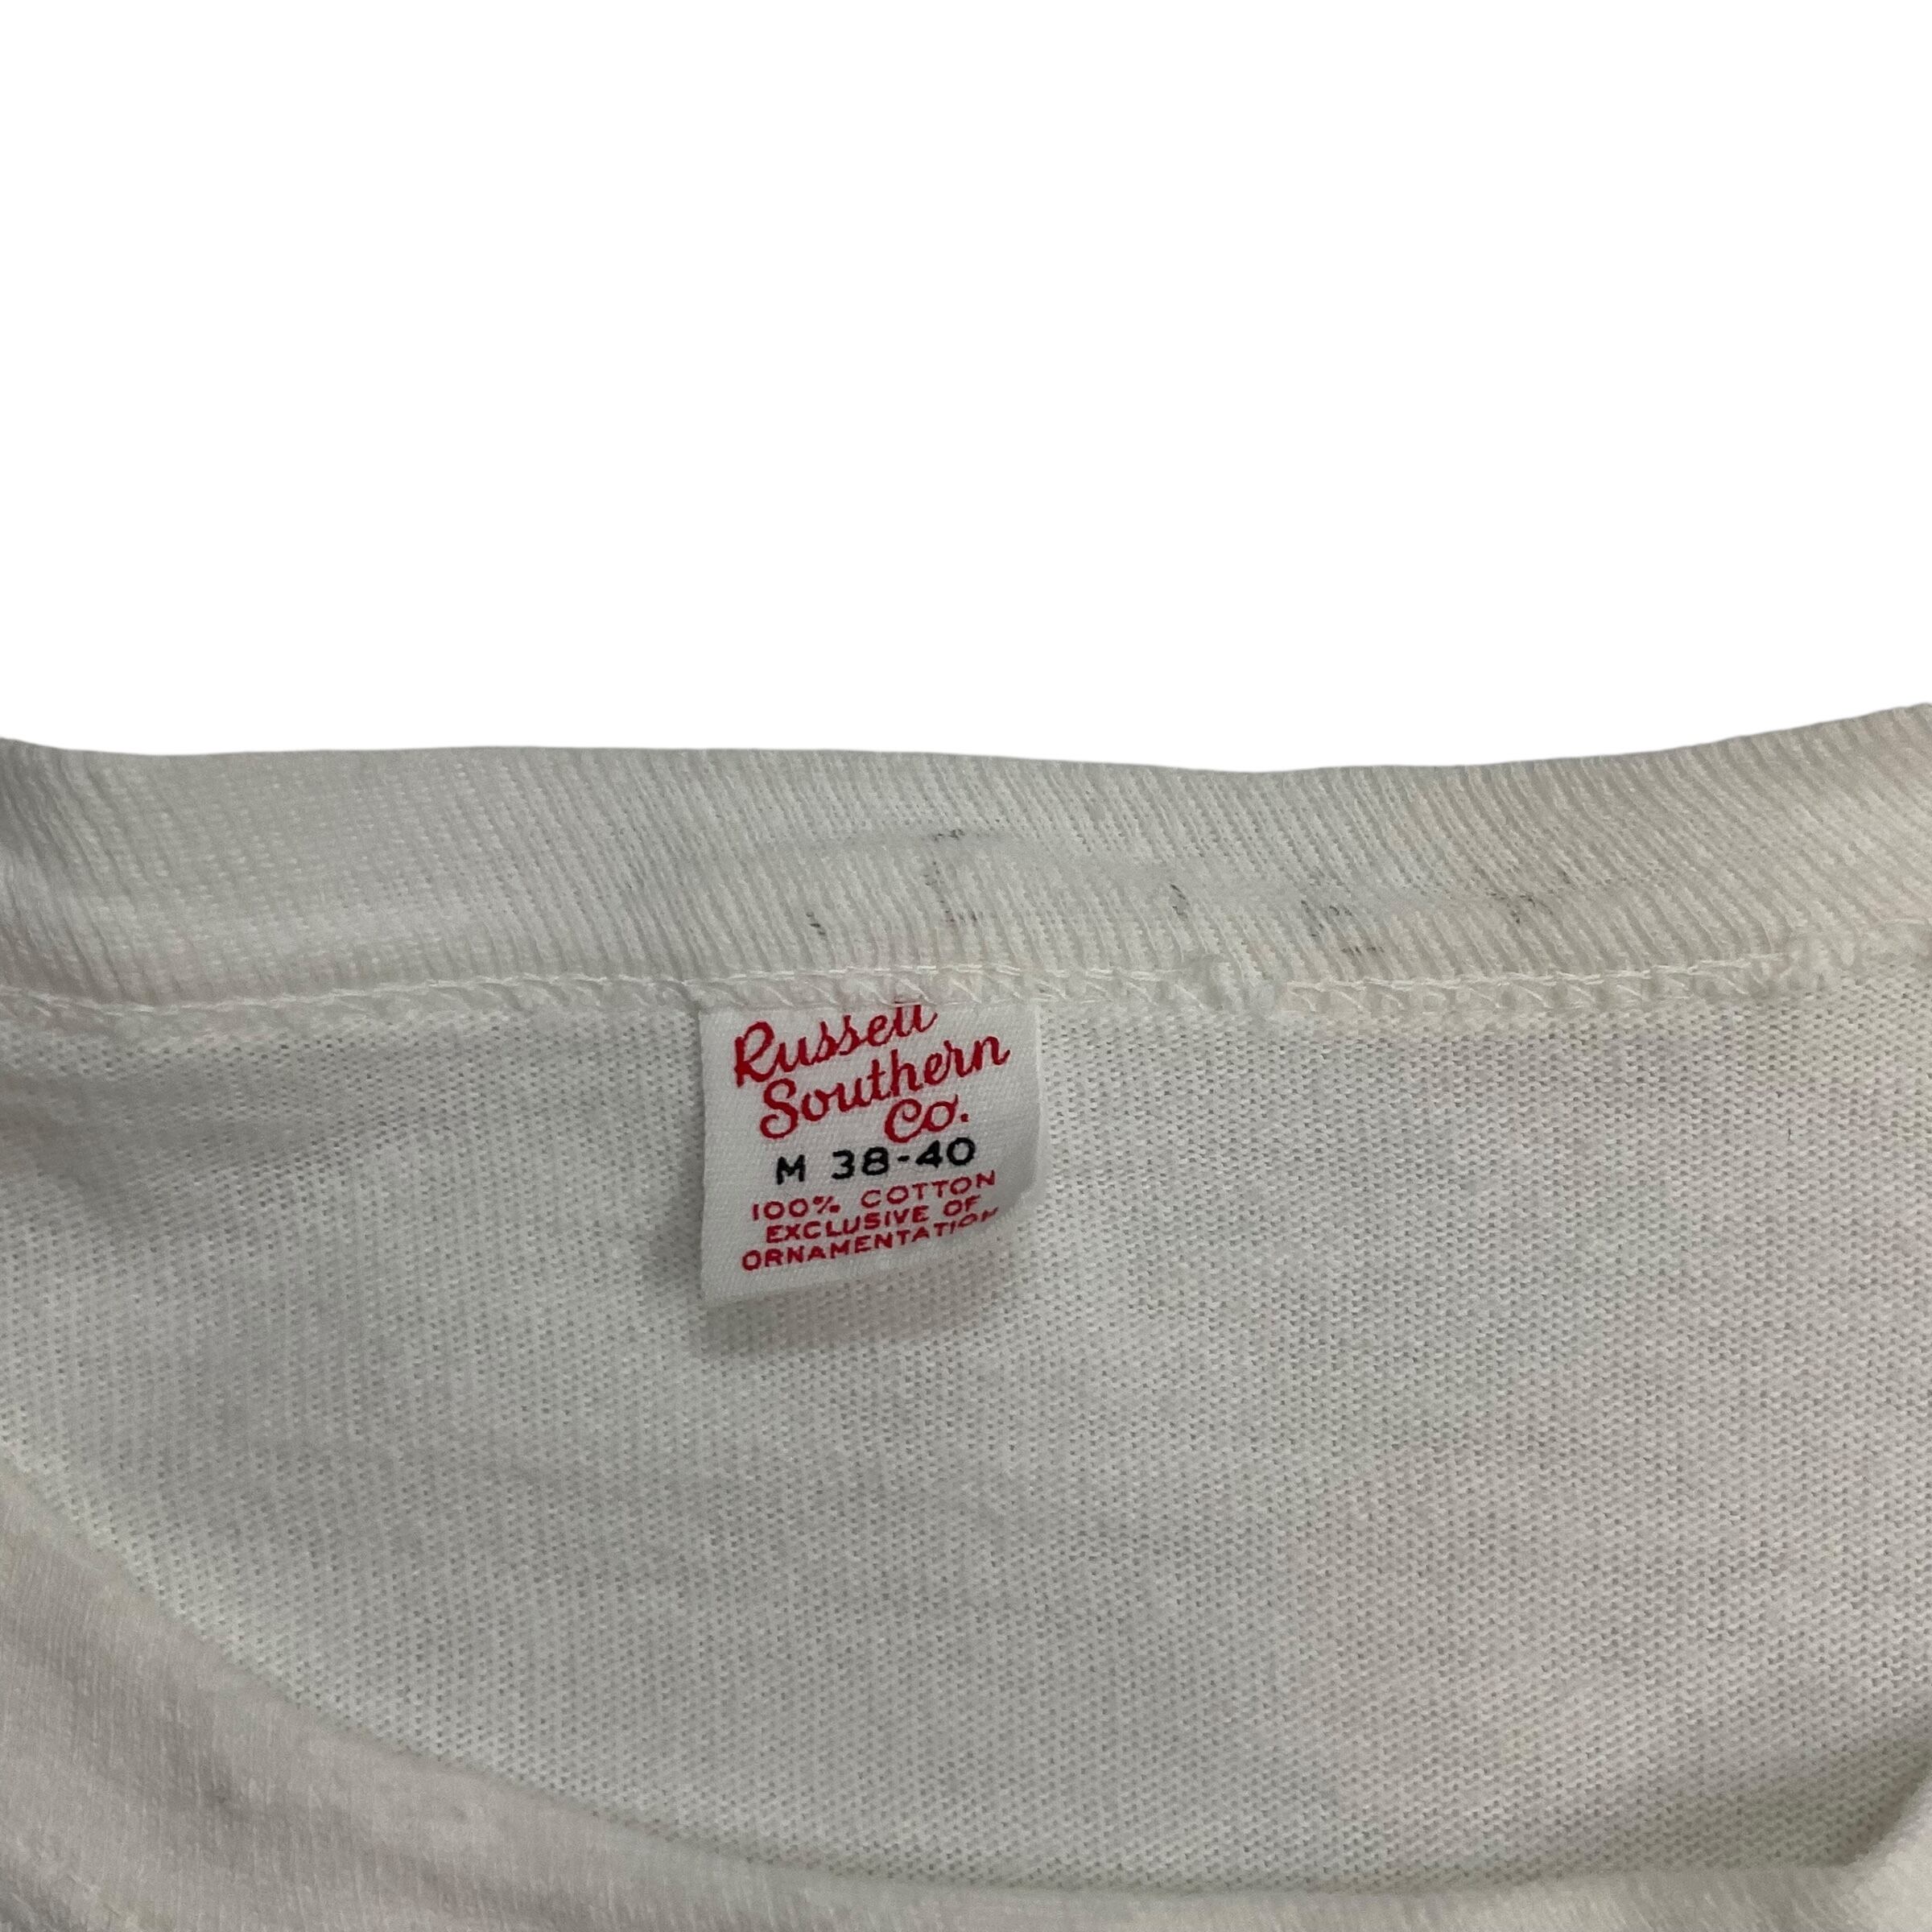 Russell
Southern
Co.
M 38-40
100% COTTON
EXCLUSIVE OF
ORNAMENTATION